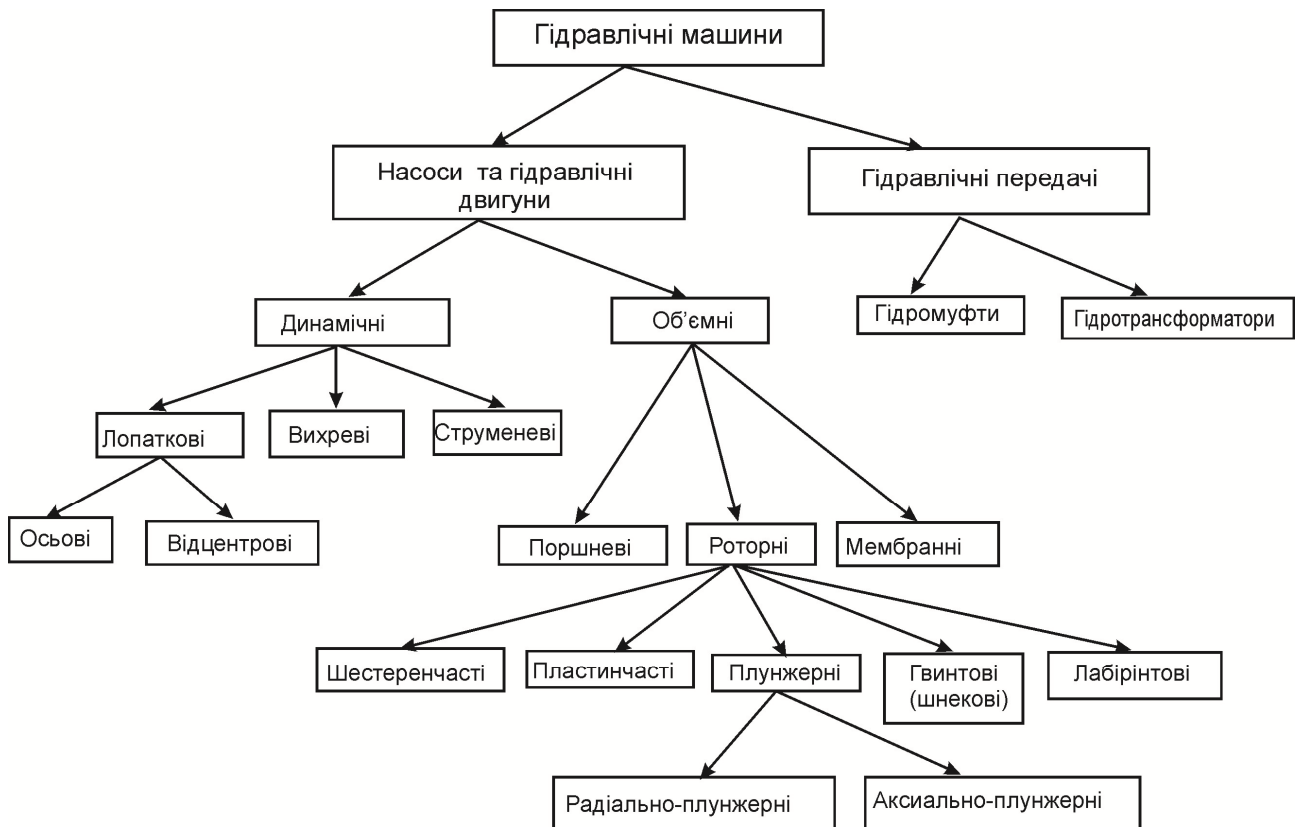 Гідравлічні машини
Насоси та гідравлічні
двигуни
Гідравлічні передачі
Динамічні
Об’ємні
Гідромуфти
Гідротрансформатори
Лопаткові
Вихреві
Струменеві
Осьові
Відцентрові
Поршневі
Роторні
Мембранні
Шестеренчасті
Пластинчасті
Плунжерні
Гвинтові
(шнекові)
Лабірінтові
Радіально-плунжерні
Аксиально-плунжерні